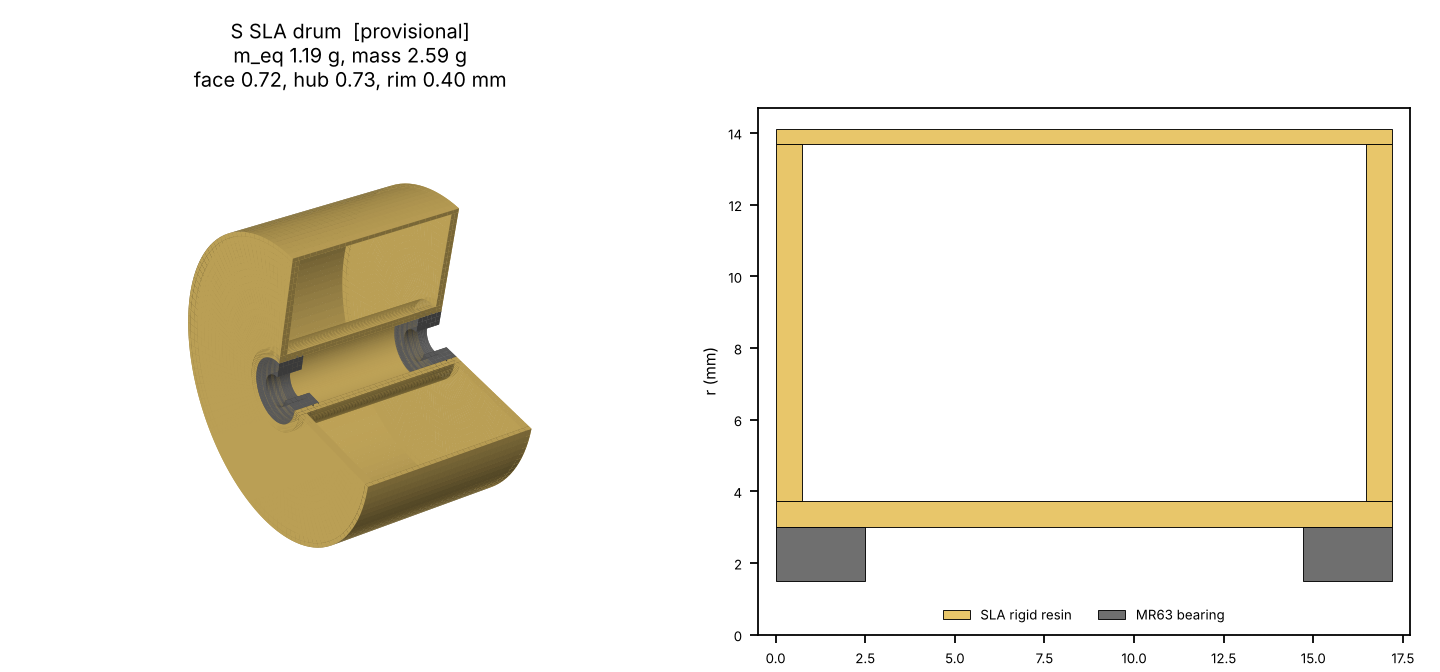 S SLA drum [provisional]
m_eq 1.19 g, mass 2.59 g
face 0.72, hub 0.73, rim 0.40 mm
r (mm)
14
12
10
8
6
4
2
0
SLA rigid resin
MR63 bearing
0.0 2.5 5.0 7.5 10.0 12.5 15.0 17.5